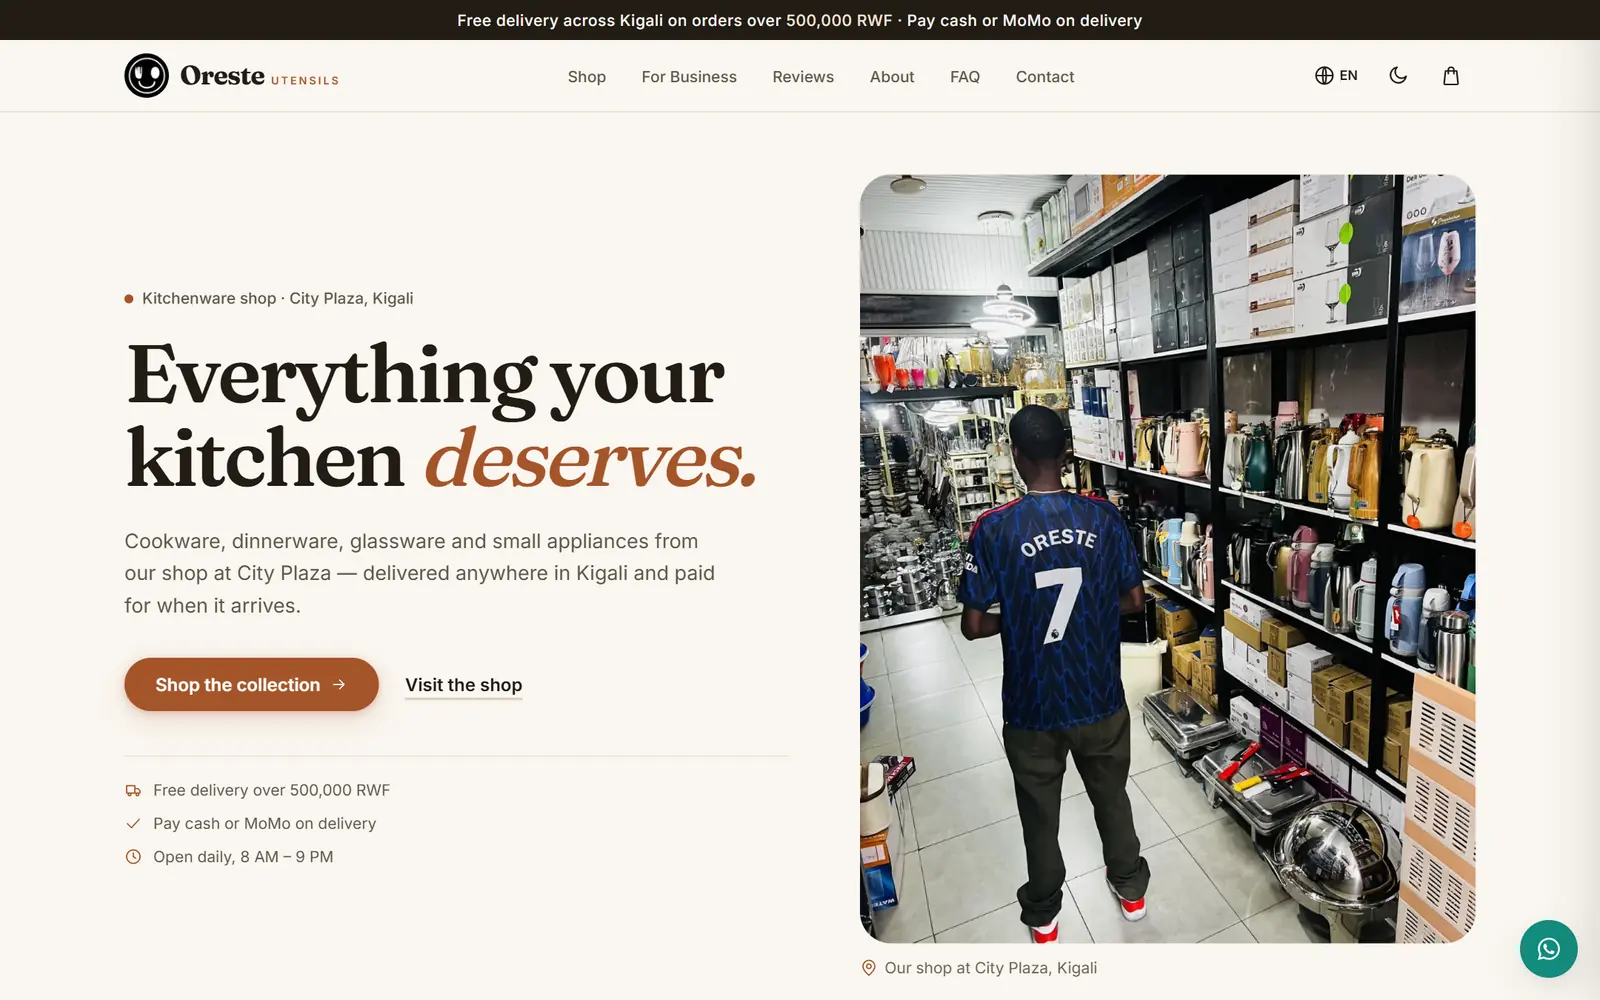 Free delivery across Kigali on orders over 500,000 RWF · Pay cash or MoMo on delivery
Oreste UTENSILS
Shop
For Business
Reviews
About
FAQ
Contact
EN
Kitchenware shop · City Plaza, Kigali
Everything your
kitchen deserves.
Cookware, dinnerware, glassware and small appliances from
our shop at City Plaza — delivered anywhere in Kigali and paid
for when it arrives.
Shop the collection →
Visit the shop
Free delivery over 500,000 RWF
Pay cash or MoMo on delivery
Open daily, 8 AM – 9 PM
ORESTE
7
Our shop at City Plaza, Kigali